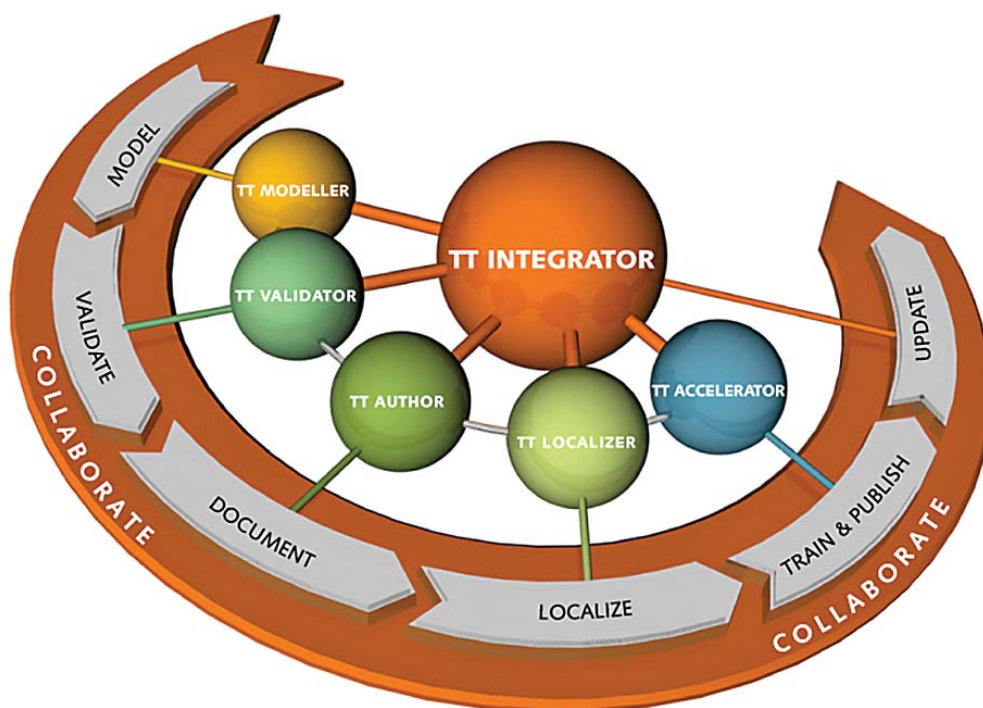 MODEL
TT MODELLER
TT INTEGRATOR
VALIDATE
TT VALIDATOR
UPDATE
COLLABORATE
TT AUTHOR
TT LOCALIZER
TT ACCELERATOR
DOCUMENT
LOCALIZE
TRAIN & PUBLISH
COLLABORATE